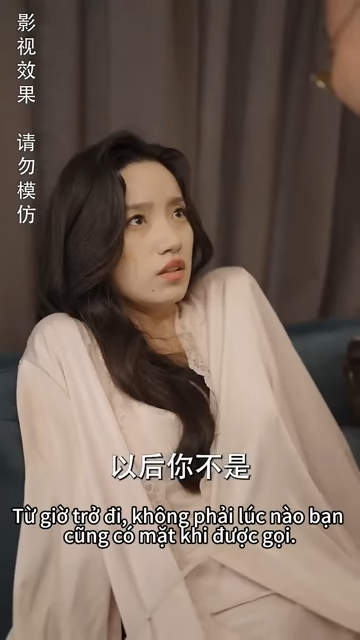 影视效果 请勿模仿
以后你不是
Từ giờ trở đi, không phải lúc nào bạn
cũng có mặt khi được gọi.